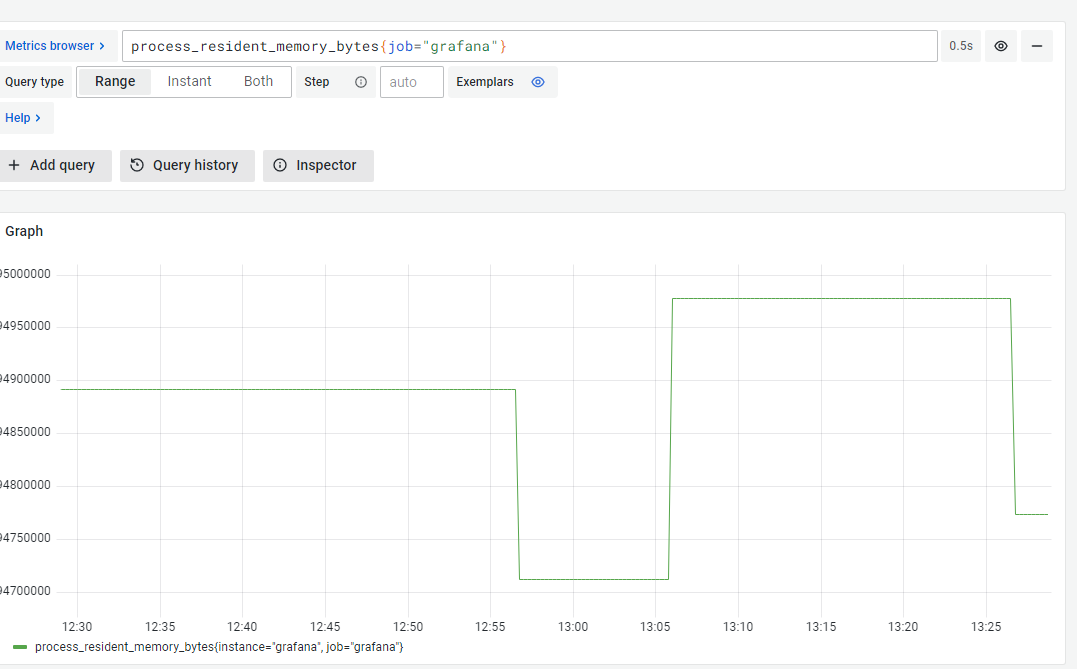 Metrics browser > process_resident_memory_bytes{job="grafana"} 0.5s
Query type Range Instant Both Step auto Exemplars
Help >
+ Add query Query history Inspector
Graph
95000000
94950000
94900000
94850000
94800000
94750000
94700000
12:30 12:35 12:40 12:45 12:50 12:55 13:00 13:05 13:10 13:15 13:20 13:25
process_resident_memory_bytes{instance="grafana", job="grafana"}